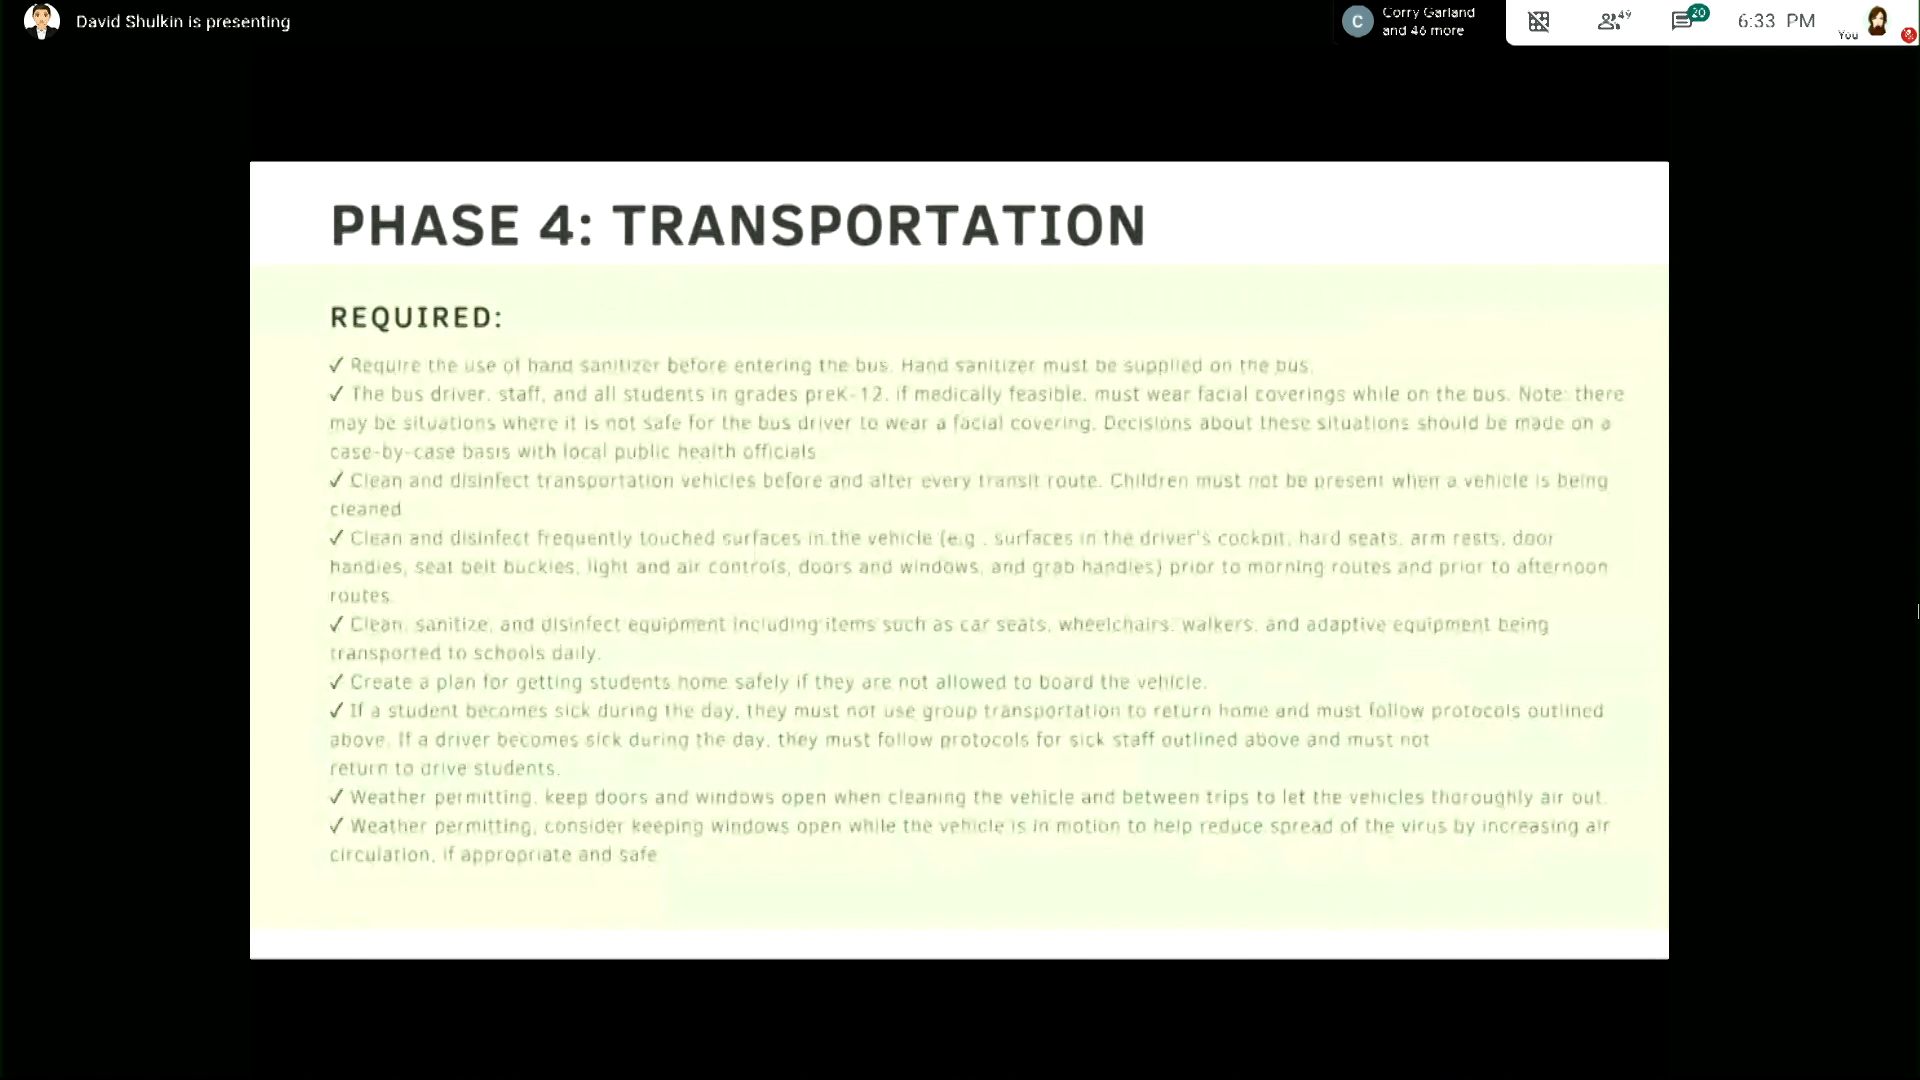 David Shulkin is presenting
Corry Garland
and 46 more
C
49
20
6:33 PM
You
PHASE 4: TRANSPORTATION
REQUIRED:
✓ Require the use of hand sanitizer before entering the bus. Hand sanitizer must be supplied on the bus.
✓ The bus driver, staff, and all students in grades preK-12, if medically feasible, must wear facial coverings while on the bus. Note: there
may be situations where it is not safe for the bus driver to wear a facial covering. Decisions about these situations should be made on a
case-by-case basis with local public health officials
✓ Clean and disinfect transportation vehicles before and after every transit route. Children must not be present when a vehicle is being
cleaned
✓ Clean and disinfect frequently touched surfaces in the vehicle (e.g., surfaces in the driver's cockpit, hard seats, arm rests, door
handles, seat belt buckles, light and air controls, doors and windows, and grab handles) prior to morning routes and prior to afternoon
routes.
✓ Clean, sanitize, and disinfect equipment including items such as car seats, wheelchairs, walkers, and adaptive equipment being
transported to schools daily.
✓ Create a plan for getting students home safely if they are not allowed to board the vehicle.
✓ If a student becomes sick during the day, they must not use group transportation to return home and must follow protocols outlined
above. If a driver becomes sick during the day, they must follow protocols for sick staff outlined above and must not
return to drive students.
✓ Weather permitting, keep doors and windows open when cleaning the vehicle and between trips to let the vehicles thoroughly air out.
✓ Weather permitting, consider keeping windows open while the vehicle is in motion to help reduce spread of the virus by increasing air
circulation, if appropriate and safe